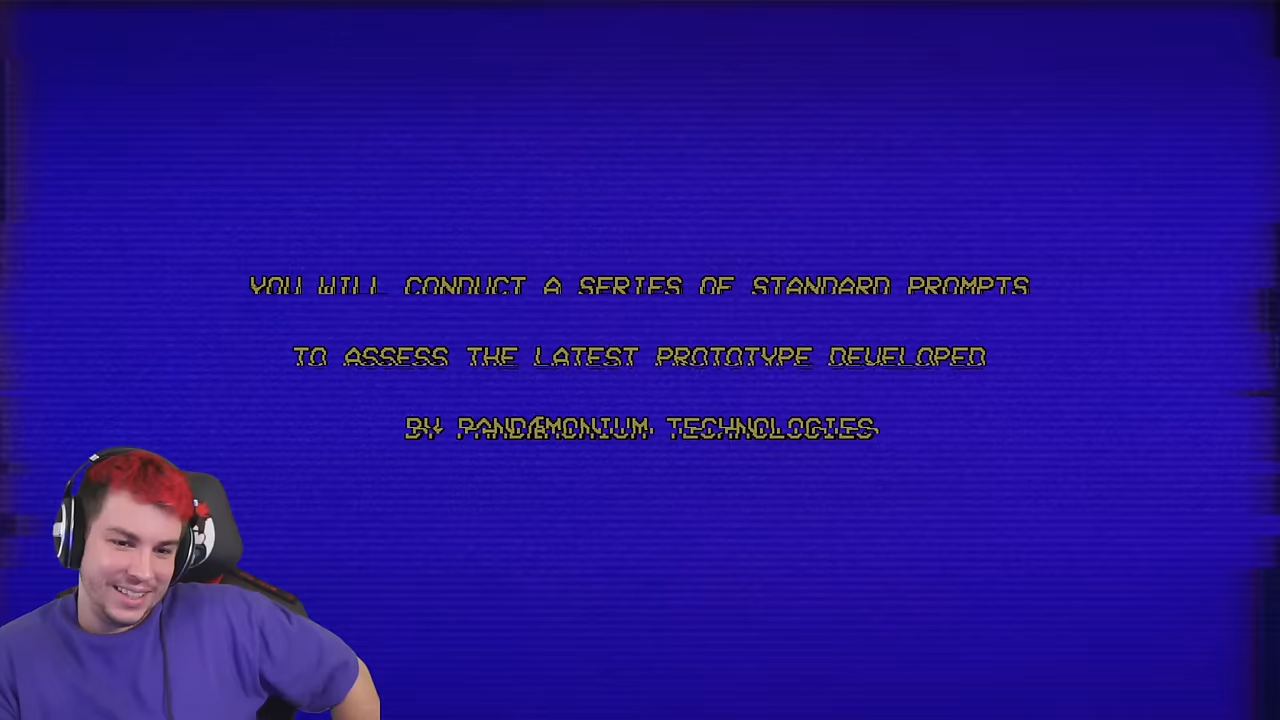 YOU WILL CONDUCT A SERIES OF STANDARD PROMPTS
TO ASSESS THE LATEST PROTOTYPE DEVELOPED
BY PANDÆMONIUM TECHNOLOGIES